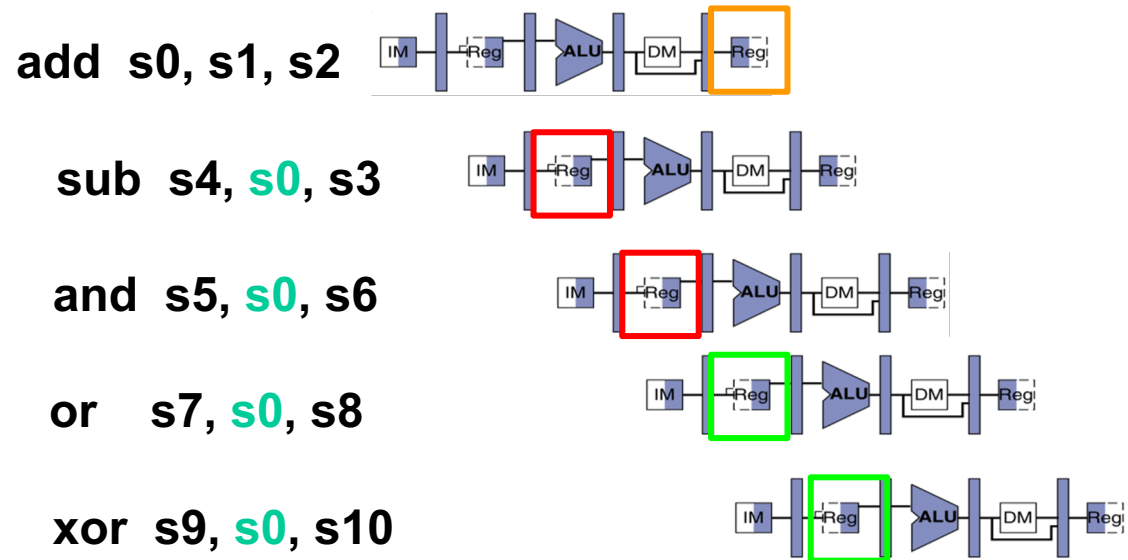 add s0, s1, s2 IM Reg ALU DM Reg
sub s4, s0, s3 IM Reg ALU DM Reg
and s5, s0, s6 IM Reg ALU DM Reg
or s7, s0, s8 IM Reg ALU DM Reg
xor s9, s0, s10 IM Reg ALU DM Reg